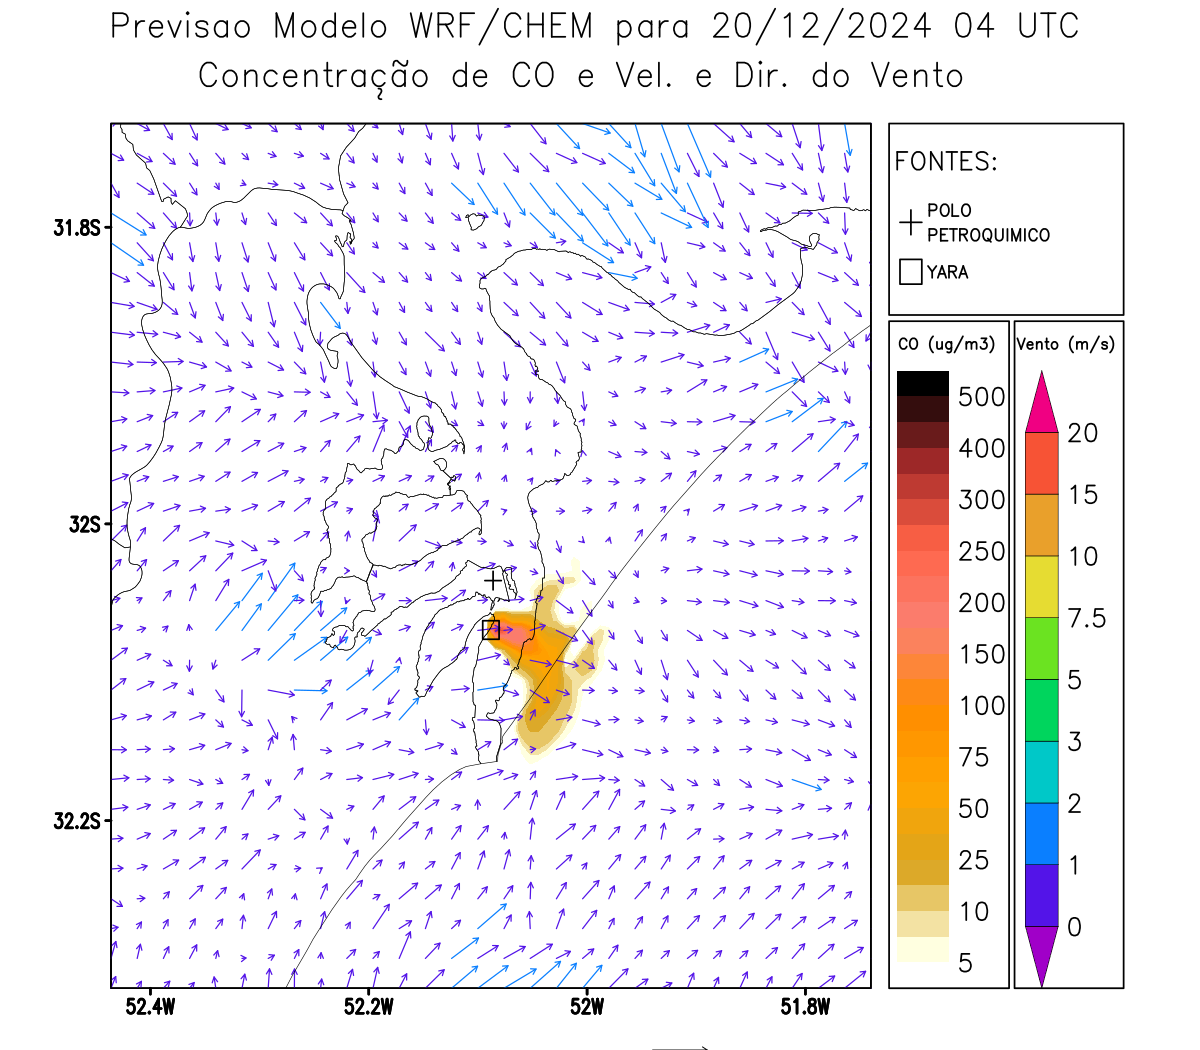 Previsao Modelo WRF/CHEM para 20/12/2024 04 UTC
Concentração de CO e Vel. e Dir. do Vento
FONTES:
POLO
PETROQUIMICO
YARA
CO (ug/m3)
500
400
300
250
200
150
100
75
50
25
10
5
Vento (m/s)
20
15
10
7.5
5
3
2
1
0
31.8S
32S
32.2S
52.4W
52.2W
52W
51.8W